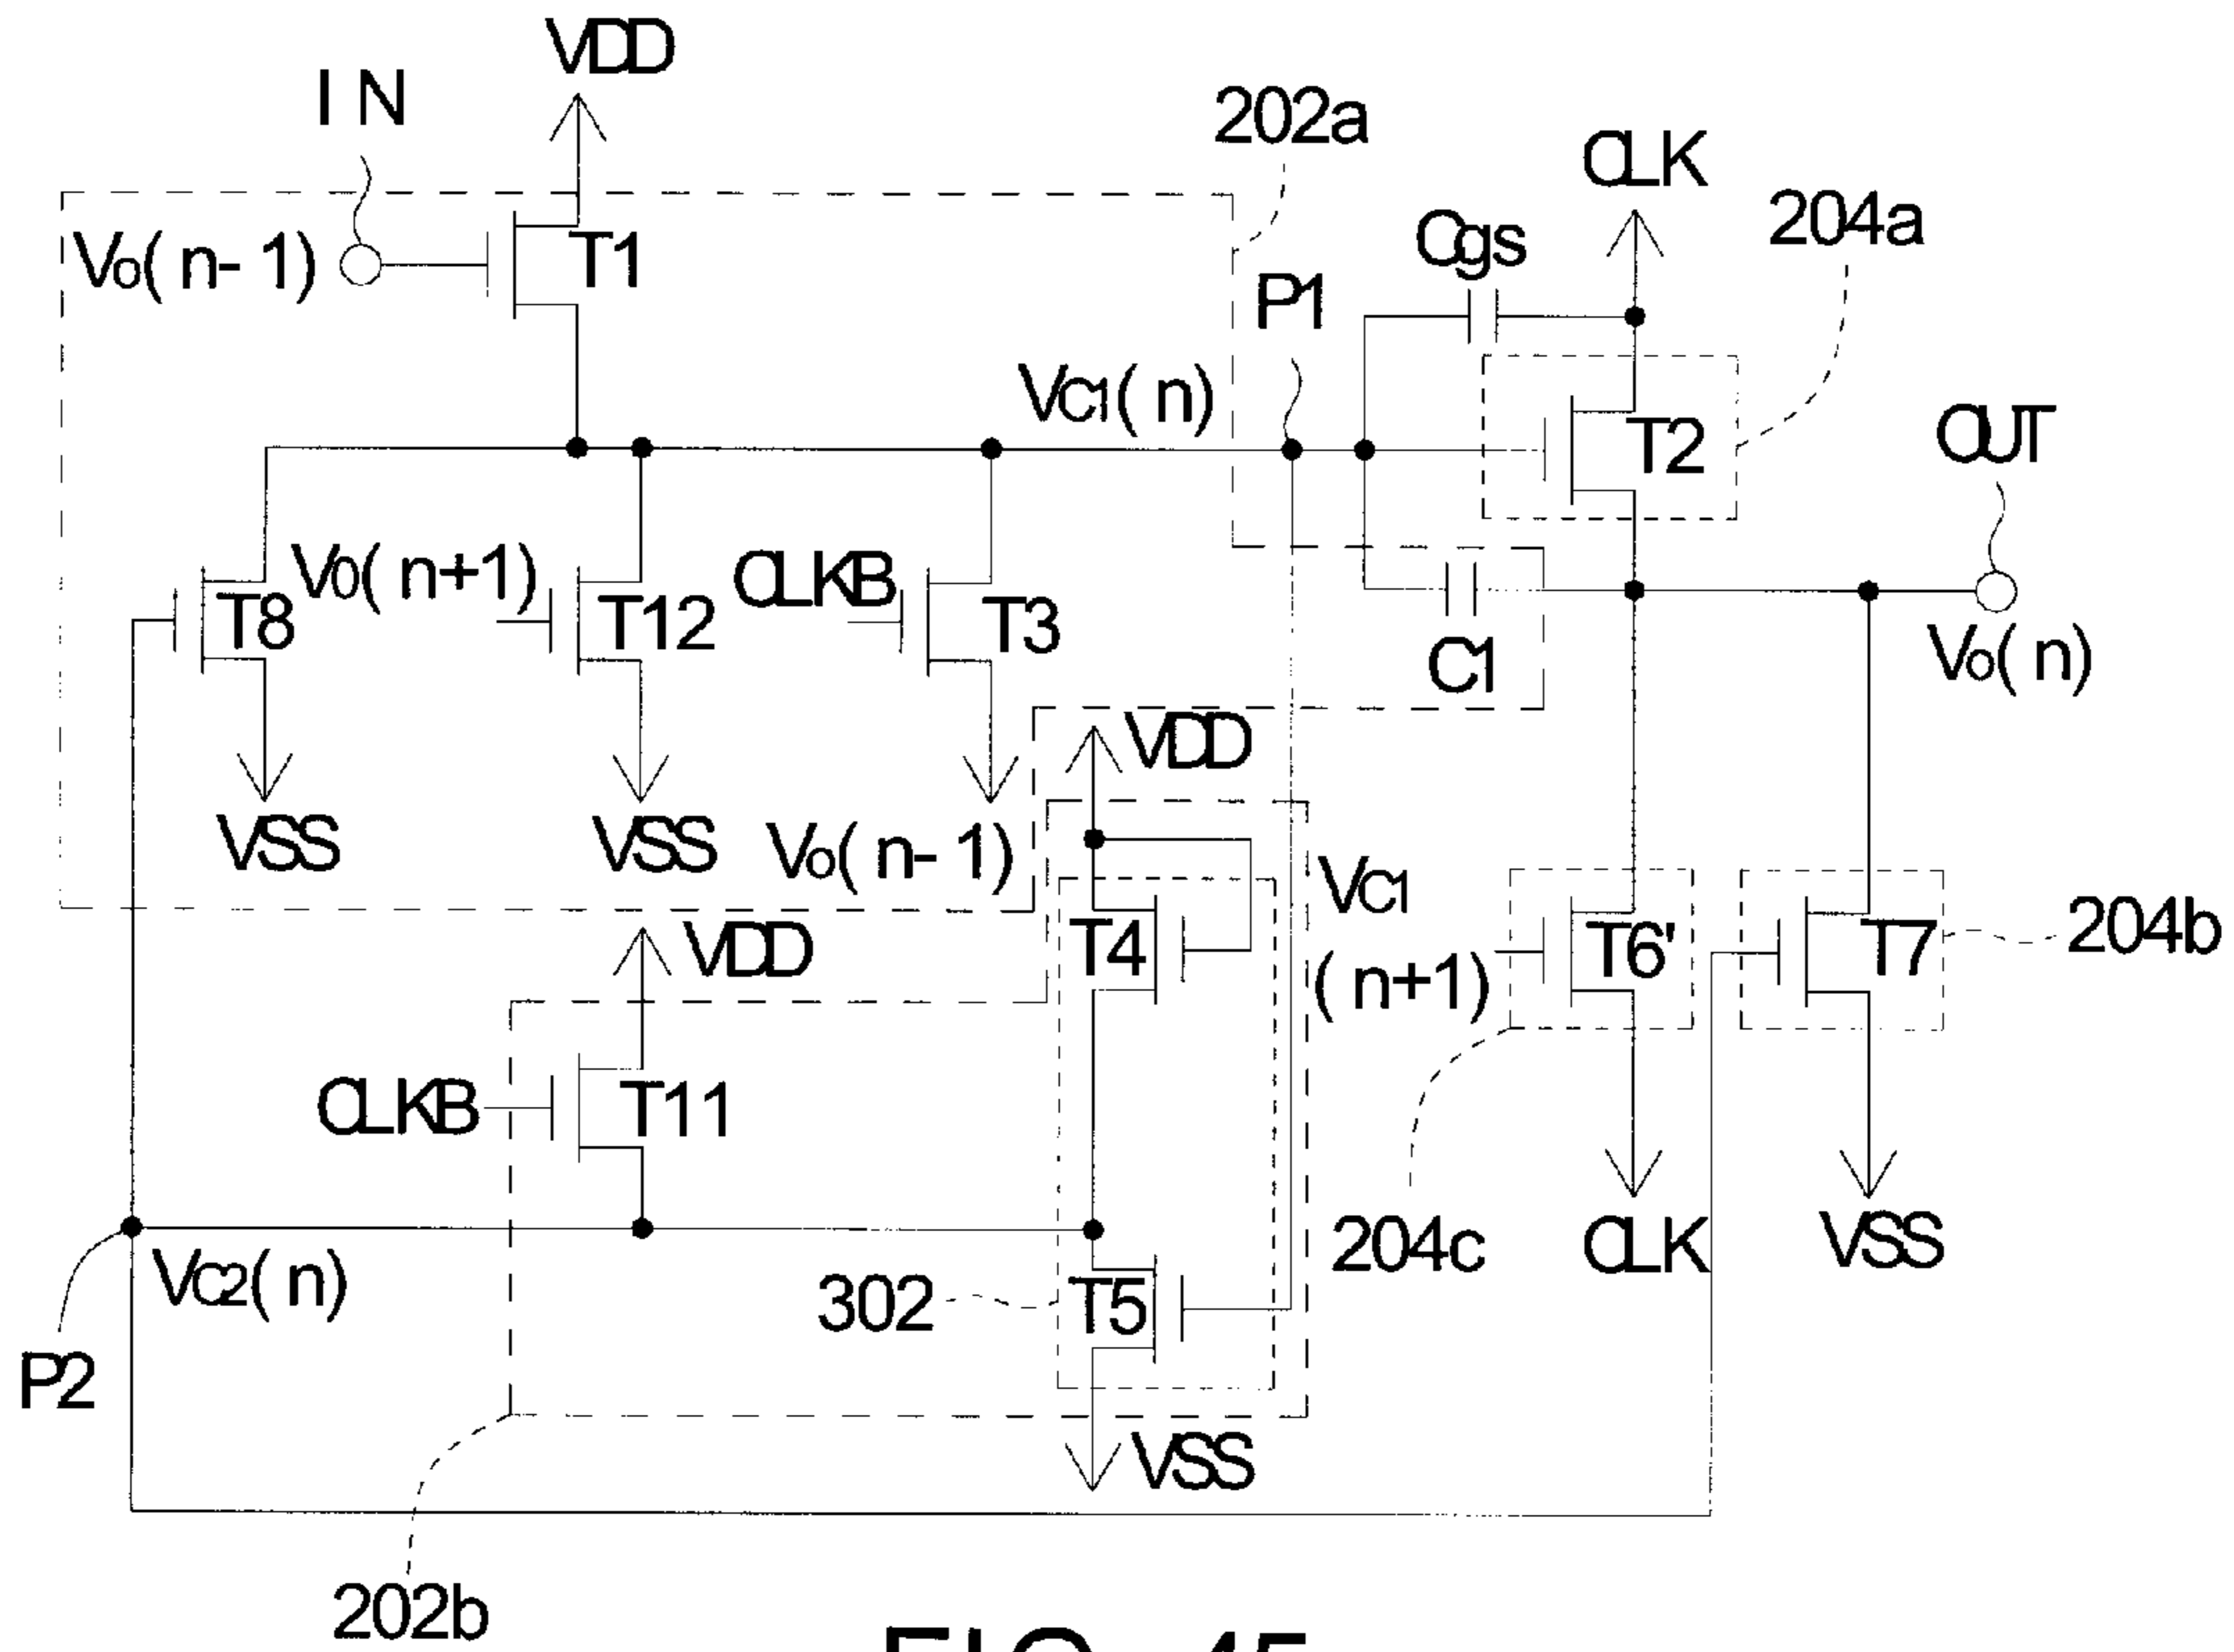 VDD
IN
202a
CLK
204a
Cgs
Vo(n-1)
T1
P1
VC1(n)
T2
OUT
T8
Vo(n+1)
T12
CLKB
T3
C1
Vo(n)
VDD
VSS
VSS
Vo(n-1)
VC1
(n+1)
T4
T6'
T7
204b
VDD
CLKB
T11
204c
CLK
VSS
VC2(n)
302
T5
P2
VSS
202b